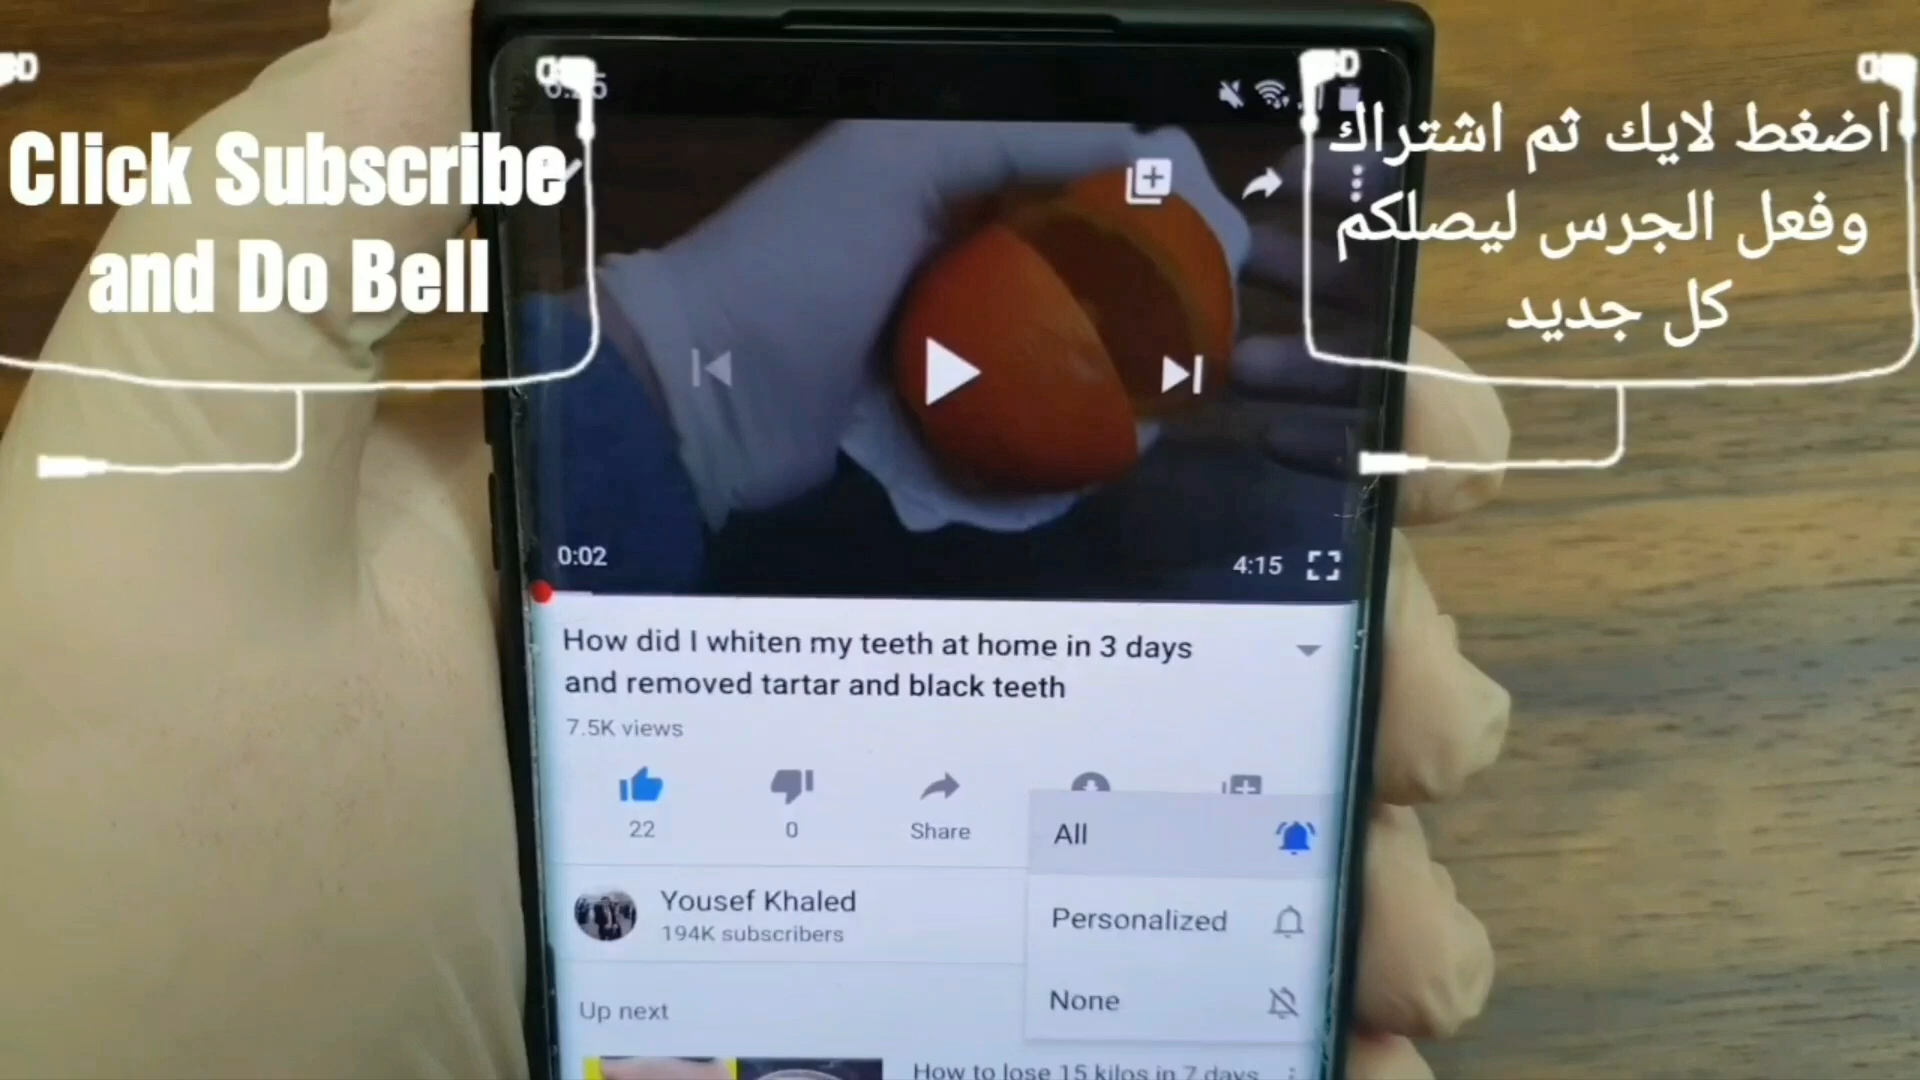 Click Subscribe
and Do Bell
اضغط لايك ثم اشتراك
وفعل الجرس ليصلكم
كل جديد
0:02
4:15
How did I whiten my teeth at home in 3 days
and removed tartar and black teeth
7.5K views
22
0
Share
All
Yousef Khaled
194K subscribers
Personalized
None
Up next
How to lose 15 kilos in 7 days